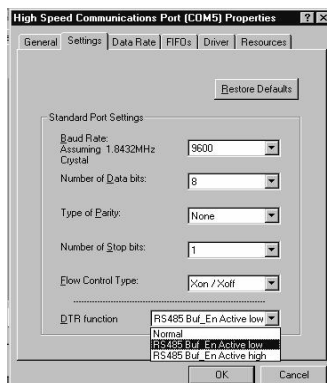 High Speed Communications Port (COM5) Properties
General Settings Data Rate FIFOs Driver Resources
Restore Defaults
Standard Port Settings
Baud Rate:
Assuming 1.8432MHz
Crystal
9600
Number of Data bits:
8
Type of Parity:
None
Number of Stop bits:
1
Flow Control Type:
Xon / Xoff
DTR function
RS485 Buf_En Active low
Normal
RS485 Buf_En Active low
RS485 Buf_En Active high
OK Cancel